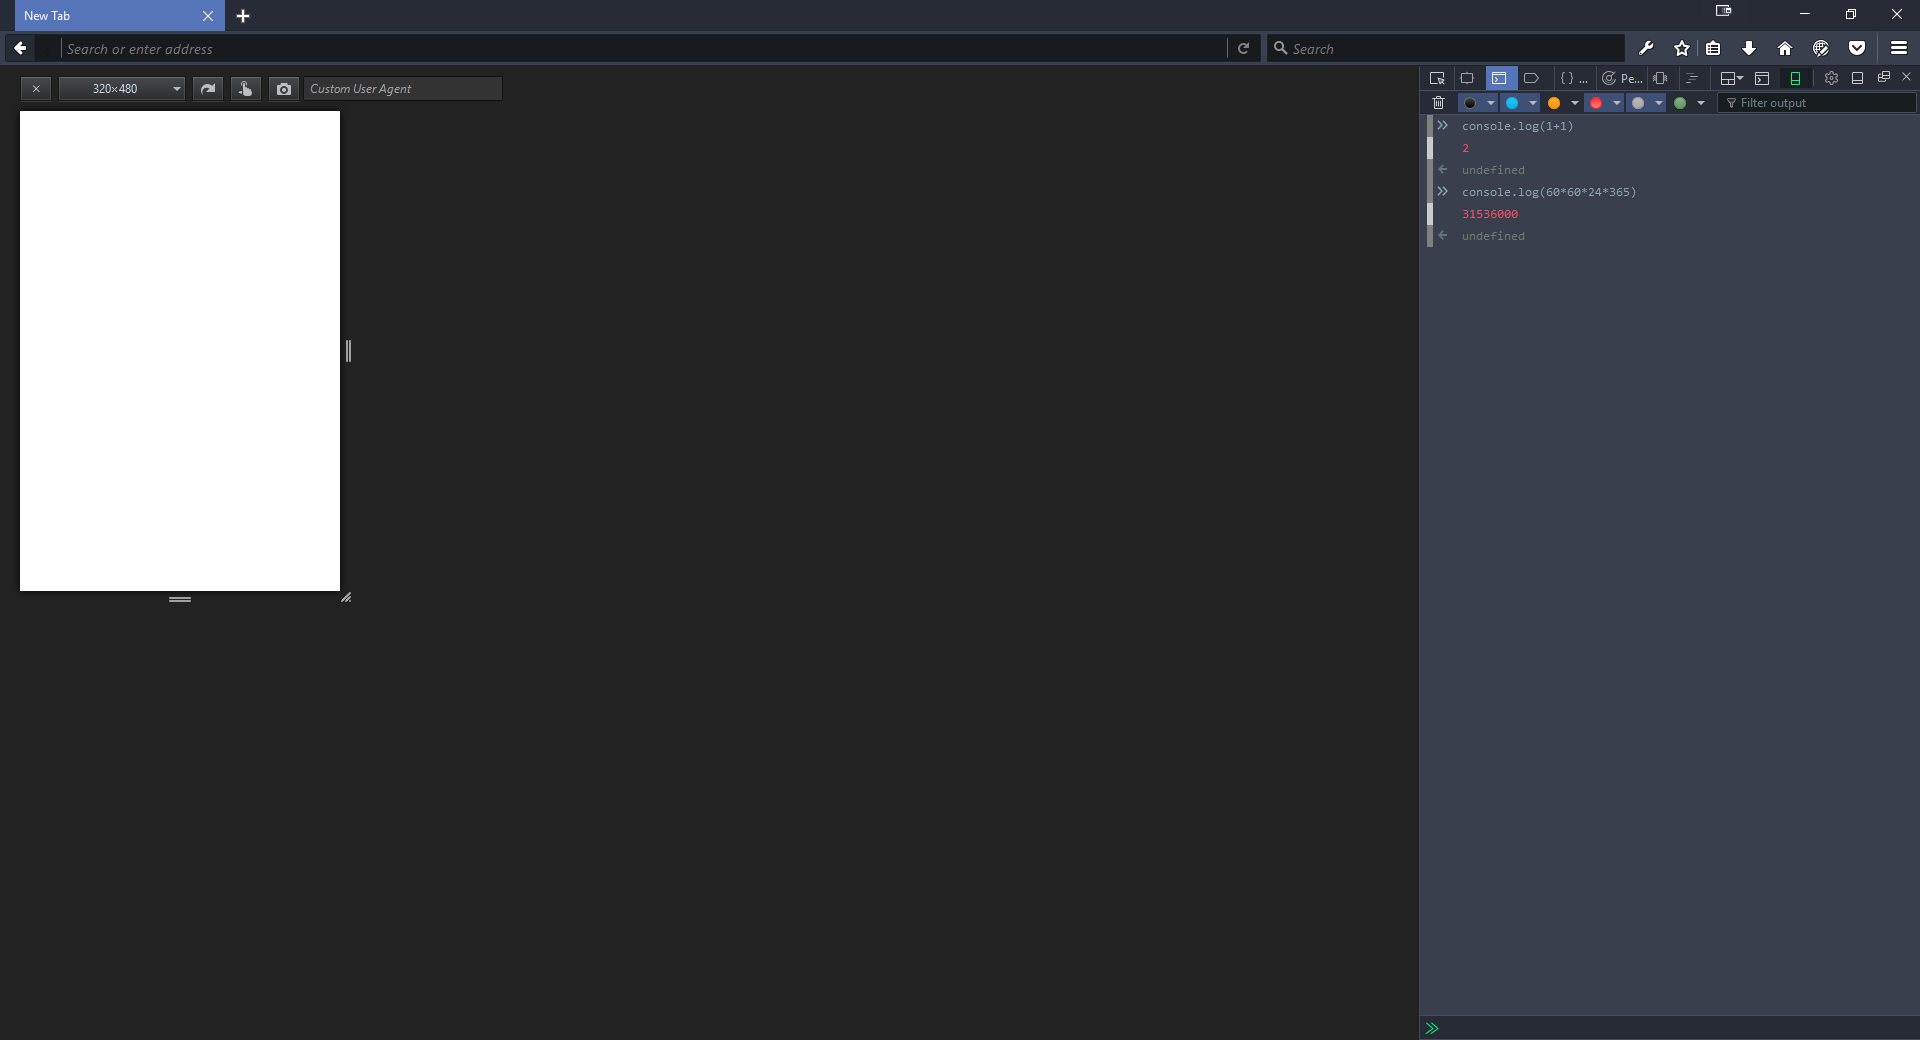 New Tab
Search or enter address
Search
320×480
Custom User Agent
{ } ...
Pe...
Filter output
console.log(1+1)
2
undefined
console.log(60*60*24*365)
31536000
undefined